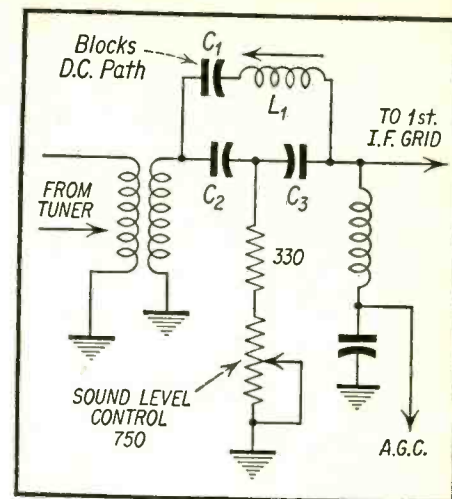 Blocks
D.C. Path
C₁
L₁
TO 1st.
I.F. GRID
FROM
TUNER
C₂
C₃
330
SOUND LEVEL
CONTROL
750
A.G.C.